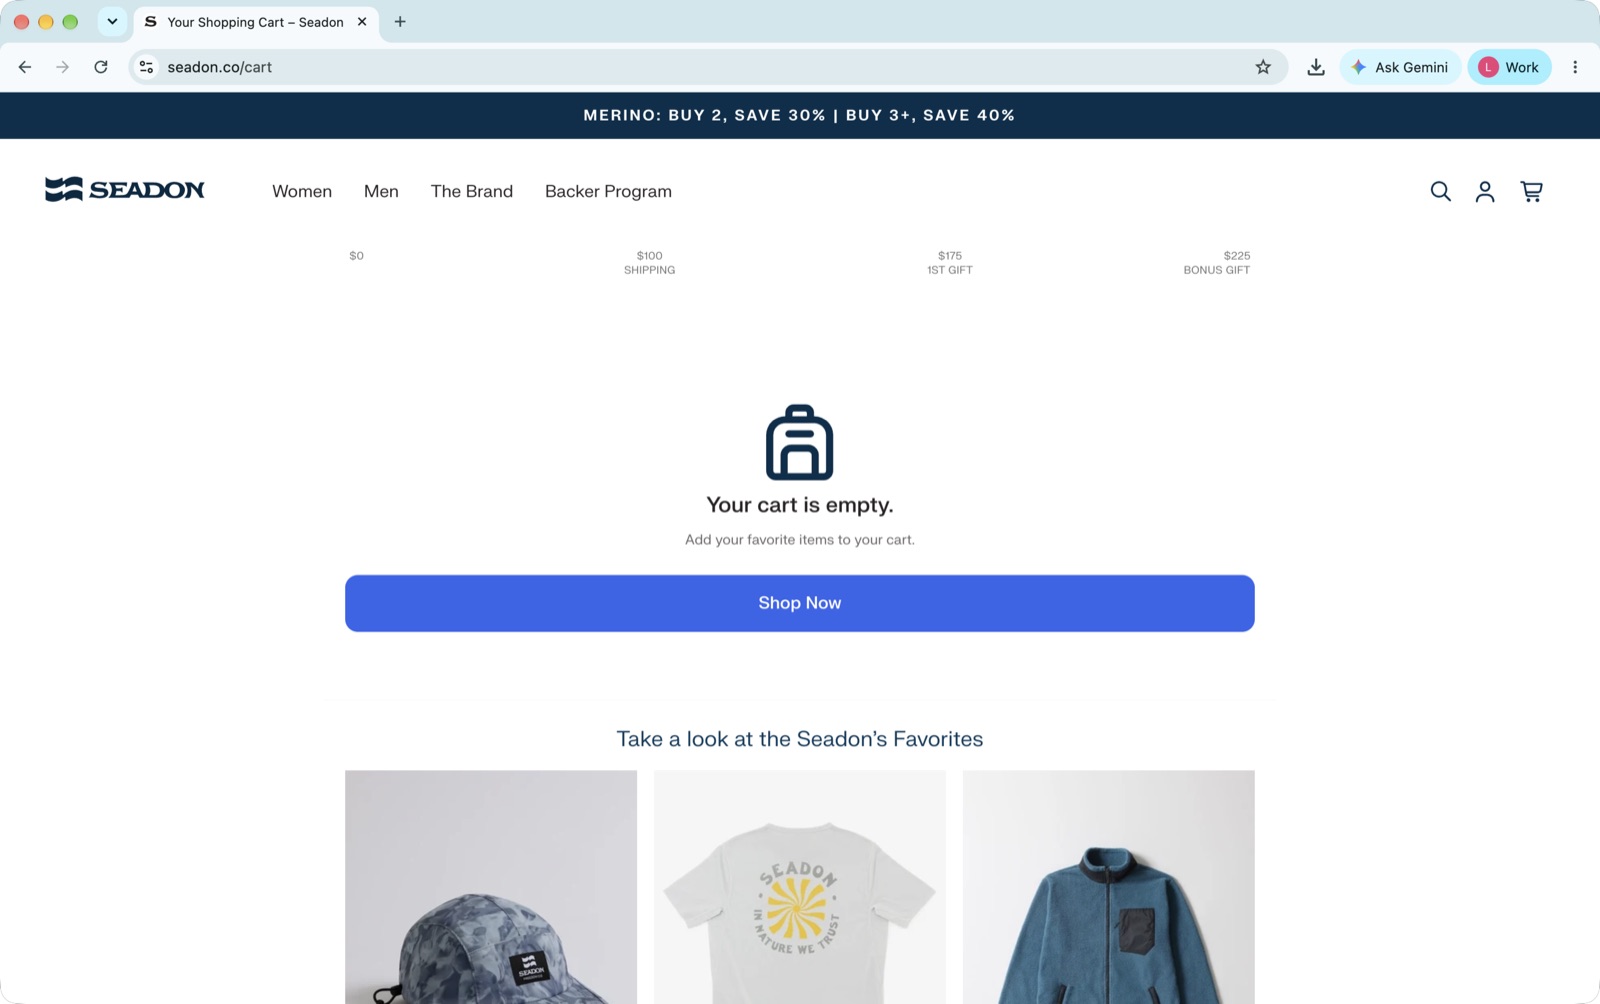 S Your Shopping Cart – Seadon
seadon.co/cart
Ask Gemini
L Work
MERINO: BUY 2, SAVE 30% | BUY 3+, SAVE 40%
SEADON
Women
Men
The Brand
Backer Program
$0
$100
SHIPPING
$175
1ST GIFT
$225
BONUS GIFT
Your cart is empty.
Add your favorite items to your cart.
Shop Now
Take a look at the Seadon’s Favorites
SEADON
SEADON
IN NATURE WE TRUST